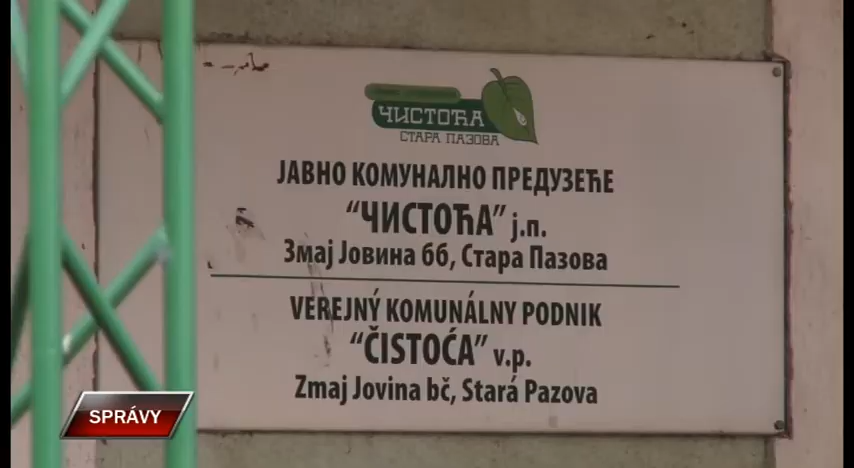 ЧИСТОЋА
СТАРА ПАЗОВА
ЈАВНО КОМУНАЛНО ПРЕДУЗЕЋЕ
“ЧИСТОЋА” ј.п.
Змај Јовина бб, Стара Пазова
VEREJNÝ KOMUNÁLNY PODNIK
“ČISTOĆA” v.p.
Zmaj Jovina bč, Stará Pazova
SPRÁVY